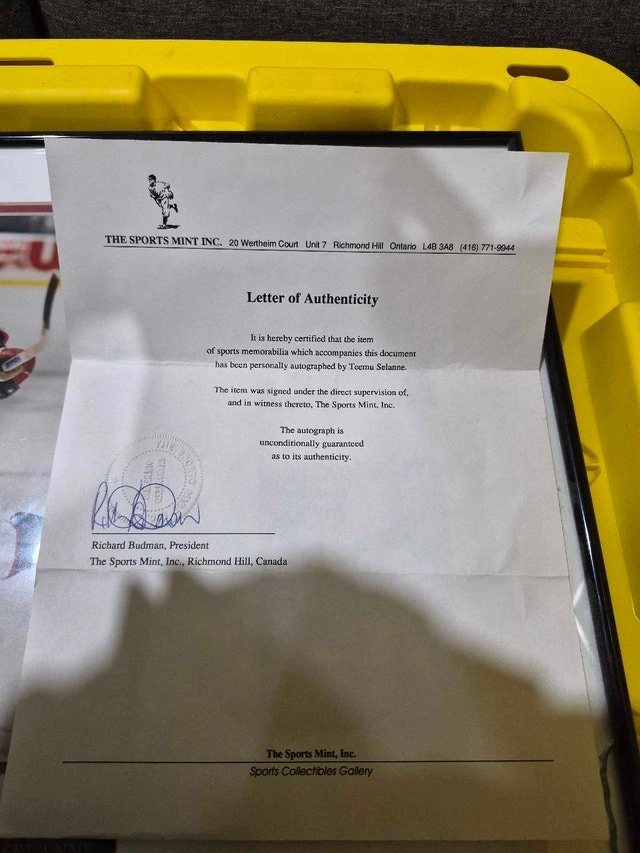 THE SPORTS MINT INC. 20 Wertheim Court Unit 7 Richmond Hill Ontario L4B 3A8 (416) 771-9944
Letter of Authenticity
It is hereby certified that the item
of sports memorabilia which accompanies this document
has been personally autographed by Teemu Selanne.
The item was signed under the direct supervision of,
and in witness thereto, The Sports Mint, Inc.
The autograph is
unconditionally guaranteed
as to its authenticity.
Richard Budman, President
The Sports Mint, Inc., Richmond Hill, Canada
The Sports Mint, Inc.
Sports Collectibles Gallery